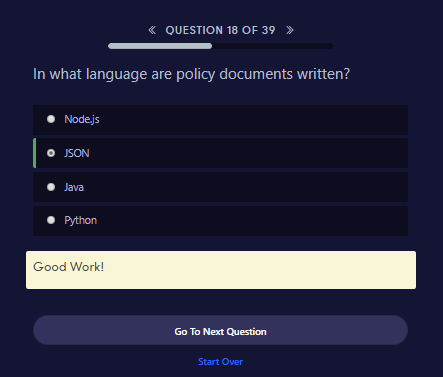 « QUESTION 18 OF 39 »
In what language are policy documents written?
Node.js
JSON
Java
Python
Good Work!
Go To Next Question
Start Over